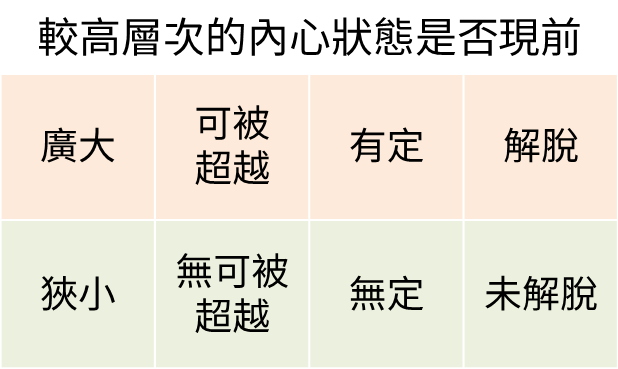 較高層次的內心狀態是否現前
廣大
可被
超越
有定
解脫
狹小
無可被
超越
無定
未解脫